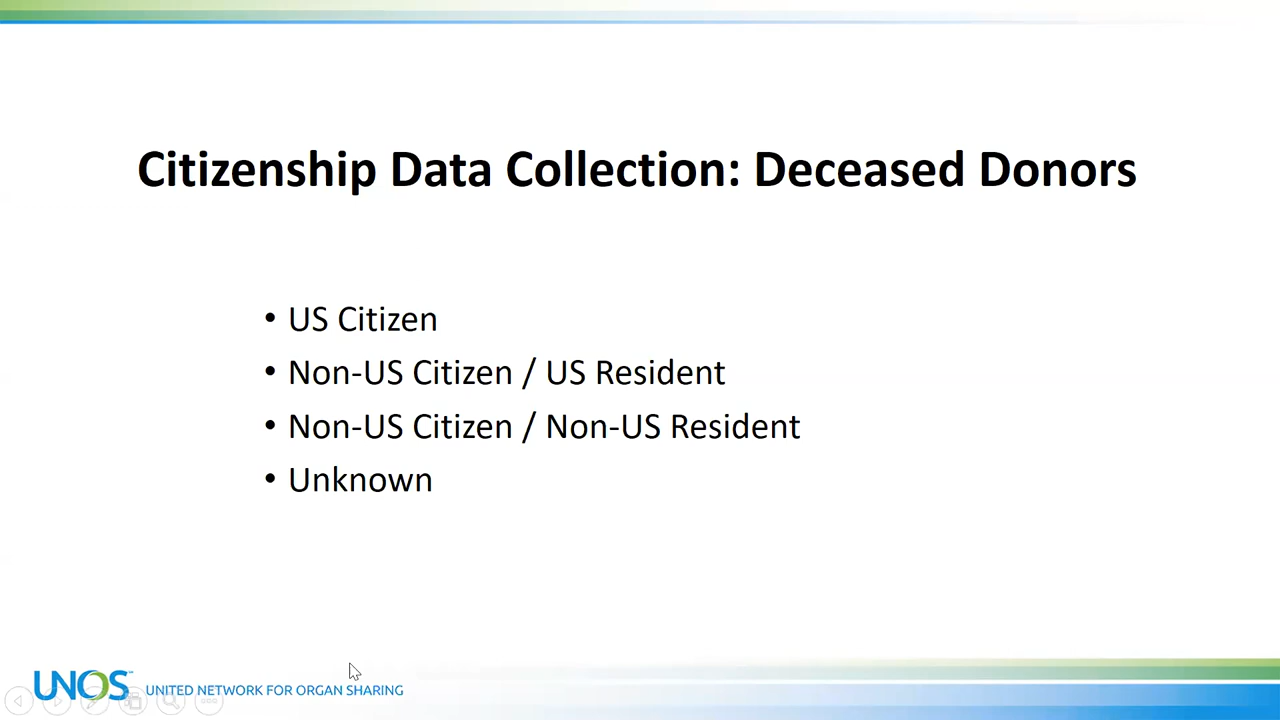 Citizenship Data Collection: Deceased Donors
• US Citizen
• Non-US Citizen / US Resident
• Non-US Citizen / Non-US Resident
• Unknown
UNOS™ UNITED NETWORK FOR ORGAN SHARING